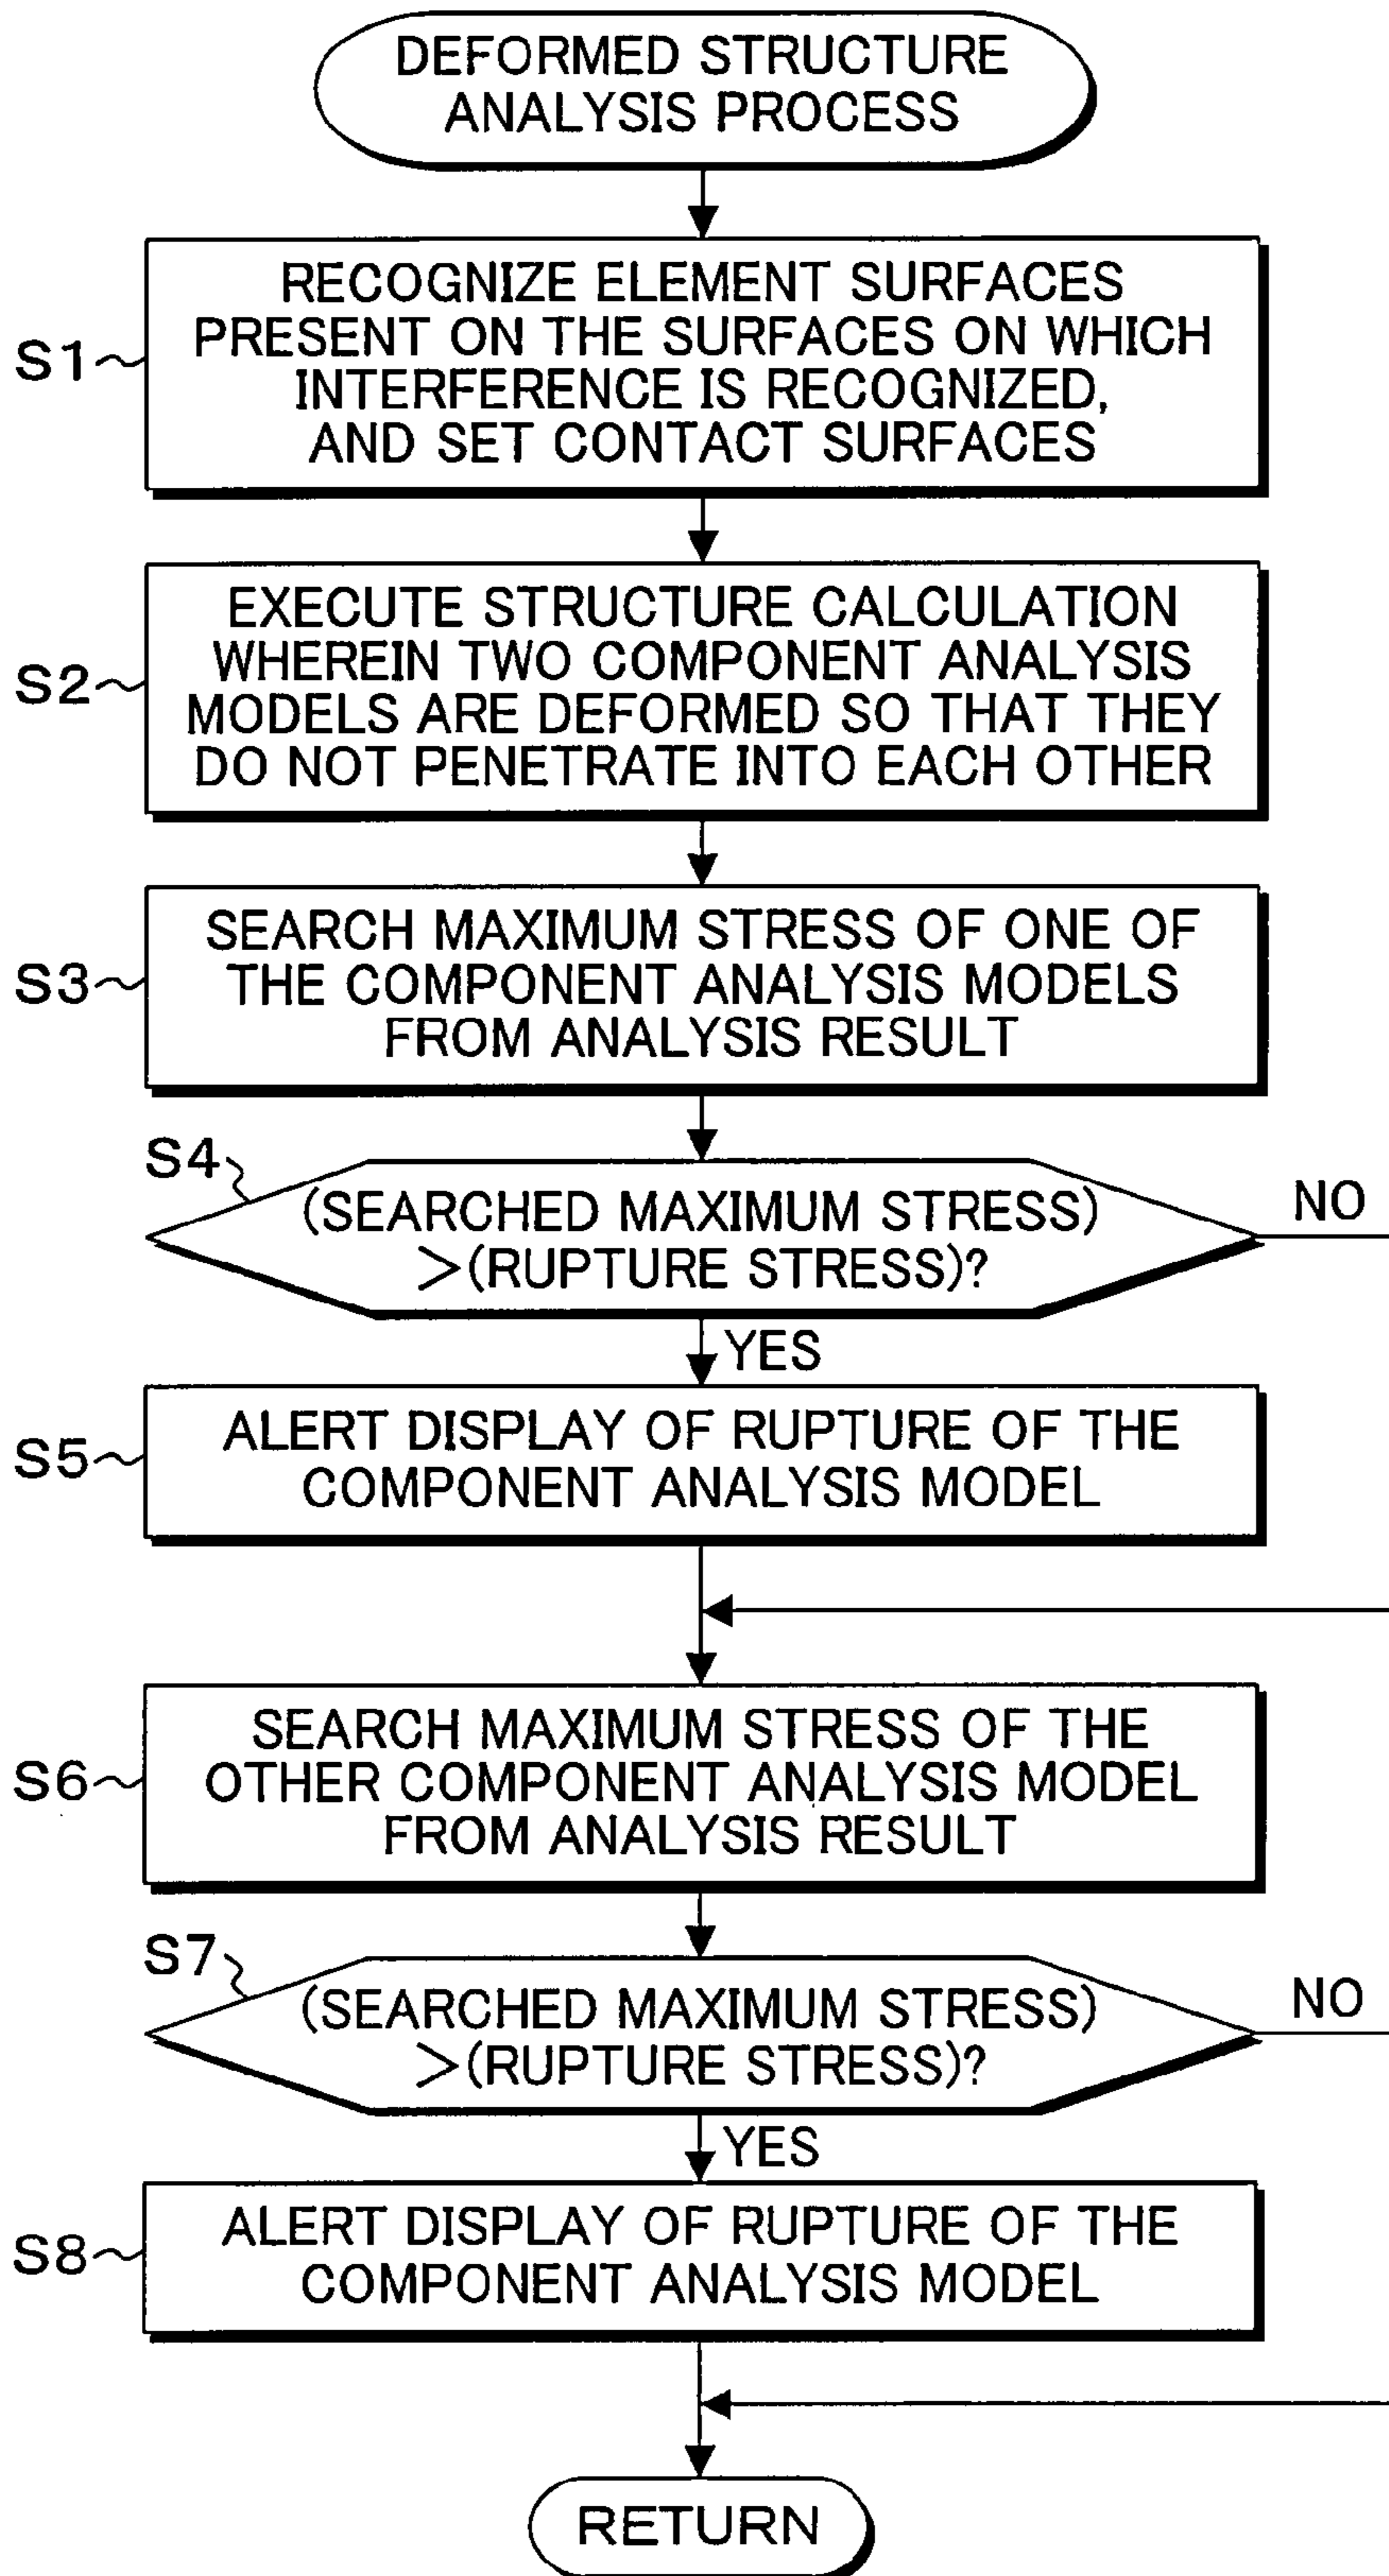 DEFORMED STRUCTURE
ANALYSIS PROCESS
S1
RECOGNIZE ELEMENT SURFACES
PRESENT ON THE SURFACES ON WHICH
INTERFERENCE IS RECOGNIZED,
AND SET CONTACT SURFACES
S2
EXECUTE STRUCTURE CALCULATION
WHEREIN TWO COMPONENT ANALYSIS
MODELS ARE DEFORMED SO THAT THEY
DO NOT PENETRATE INTO EACH OTHER
S3
SEARCH MAXIMUM STRESS OF ONE OF
THE COMPONENT ANALYSIS MODELS
FROM ANALYSIS RESULT
S4
(SEARCHED MAXIMUM STRESS)
>(RUPTURE STRESS)?
NO
YES
S5
ALERT DISPLAY OF RUPTURE OF THE
COMPONENT ANALYSIS MODEL
S6
SEARCH MAXIMUM STRESS OF THE
OTHER COMPONENT ANALYSIS MODEL
FROM ANALYSIS RESULT
S7
(SEARCHED MAXIMUM STRESS)
>(RUPTURE STRESS)?
NO
YES
S8
ALERT DISPLAY OF RUPTURE OF THE
COMPONENT ANALYSIS MODEL
RETURN